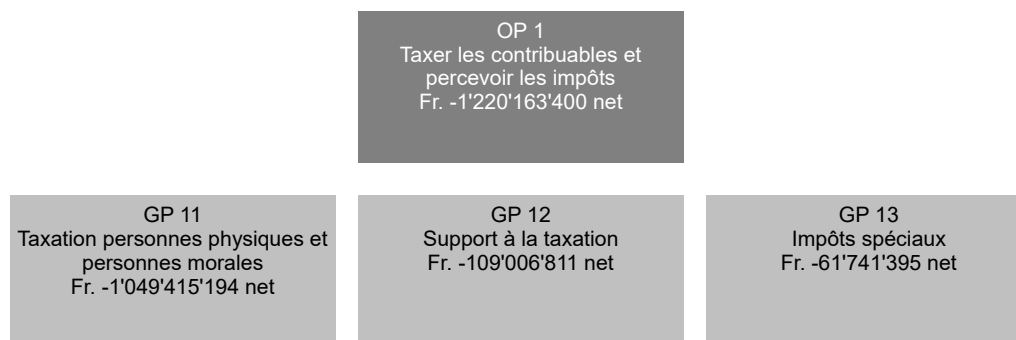 OP 1
Taxer les contribuables et
percevoir les impôts
Fr. -1'220'163'400 net
GP 11
Taxation personnes physiques et
personnes morales
Fr. -1'049'415'194 net
GP 12
Support à la taxation
Fr. -109'006'811 net
GP 13
Impôts spéciaux
Fr. -61'741'395 net